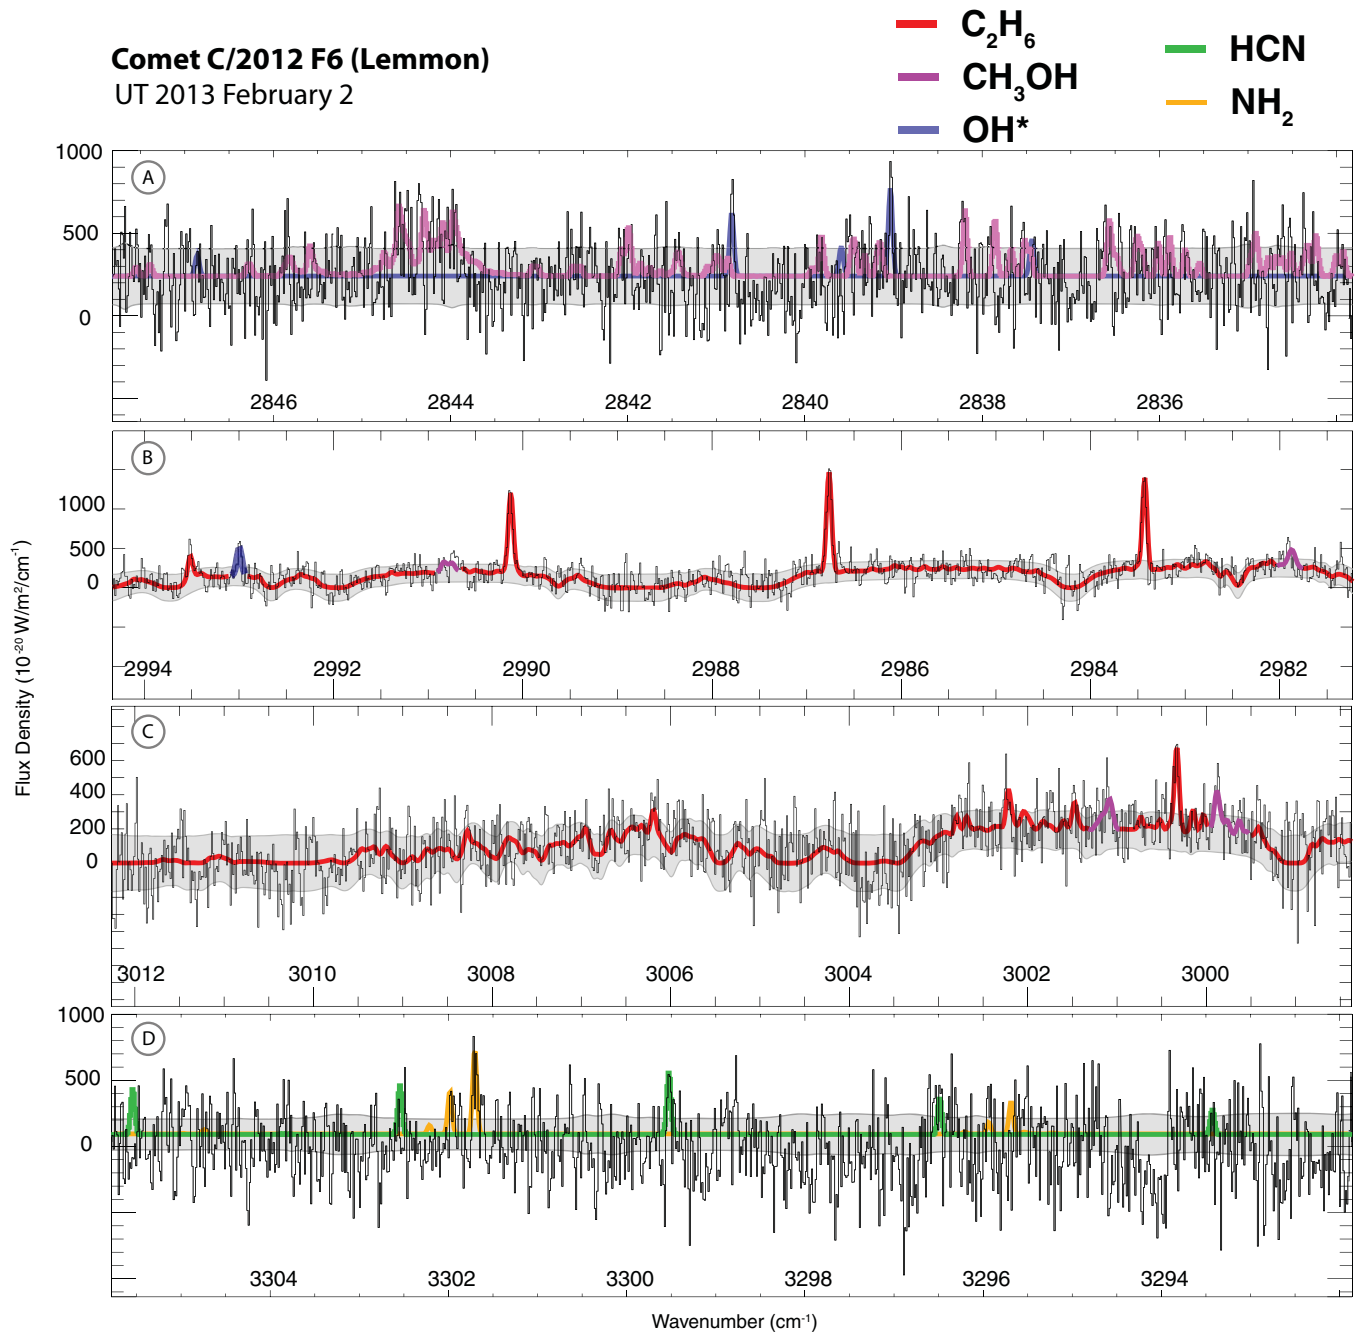 Comet C/2012 F6 (Lemmon)
UT 2013 February 2
C₂H₆
CH₃OH
OH*
HCN
NH₂
A
1000
500
0
2846 2844 2842 2840 2838 2836
B
1000
500
0
2994 2992 2990 2988 2986 2984 2982
C
600
400
200
0
3012 3010 3008 3006 3004 3002 3000
D
1000
500
0
3304 3302 3300 3298 3296 3294
Flux Density (10⁻²⁰ W/m²/cm⁻¹)
Wavenumber (cm⁻¹)